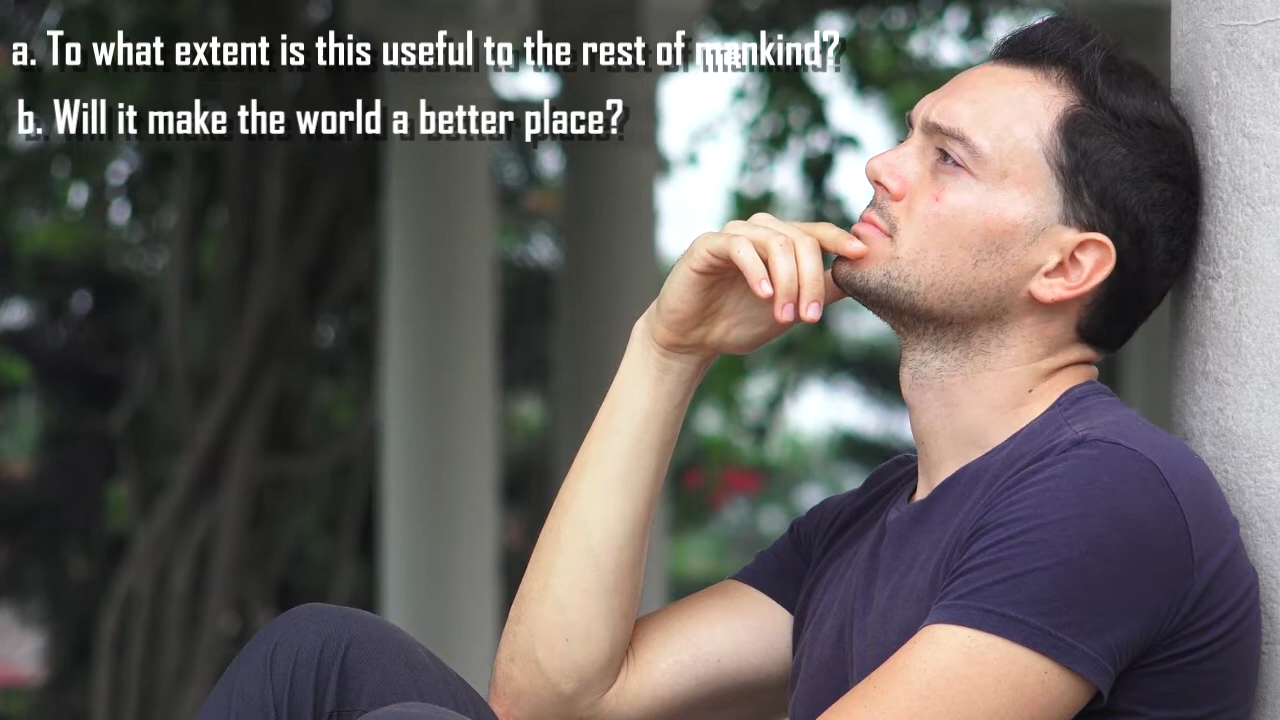 a. To what extent is this useful to the rest of mankind?
b. Will it make the world a better place?